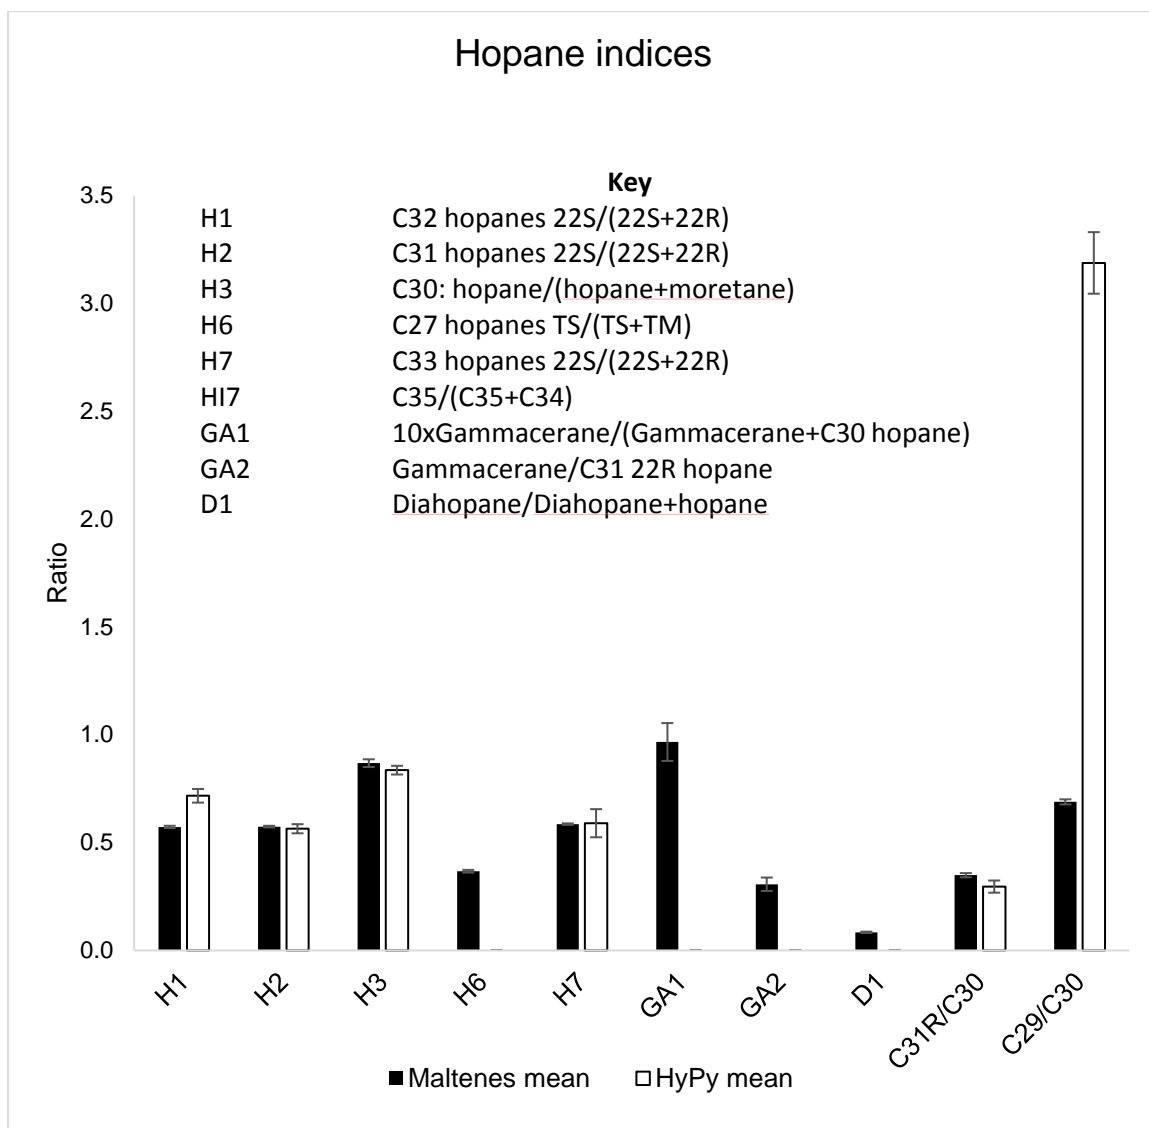 Hopane indices
Key
H1 C32 hopanes 22S/(22S+22R)
H2 C31 hopanes 22S/(22S+22R)
H3 C30: hopane/(hopane+moretane)
H6 C27 hopanes TS/(TS+TM)
H7 C33 hopanes 22S/(22S+22R)
HI7 C35/(C35+C34)
GA1 10xGammacerane/(Gammacerane+C30 hopane)
GA2 Gammacerane/C31 22R hopane
D1 Diahopane/Diahopane+hopane
3.5
3.0
2.5
2.0
1.5
1.0
0.5
0.0
Ratio
H1
H2
H3
H6
H7
GA1
GA2
D1
C31R/C30
C29/C30
Maltenes mean
HyPy mean